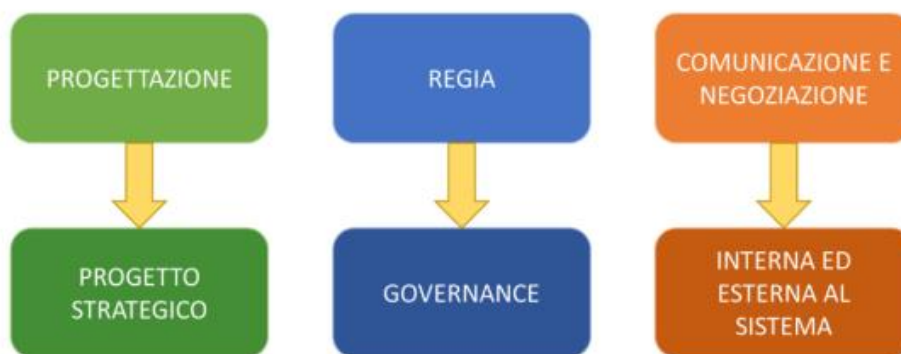 PROGETTAZIONE
REGIA
COMUNICAZIONE E
NEGOZIAZIONE
PROGETTO
STRATEGICO
GOVERNANCE
INTERNA ED
ESTERNA AL
SISTEMA